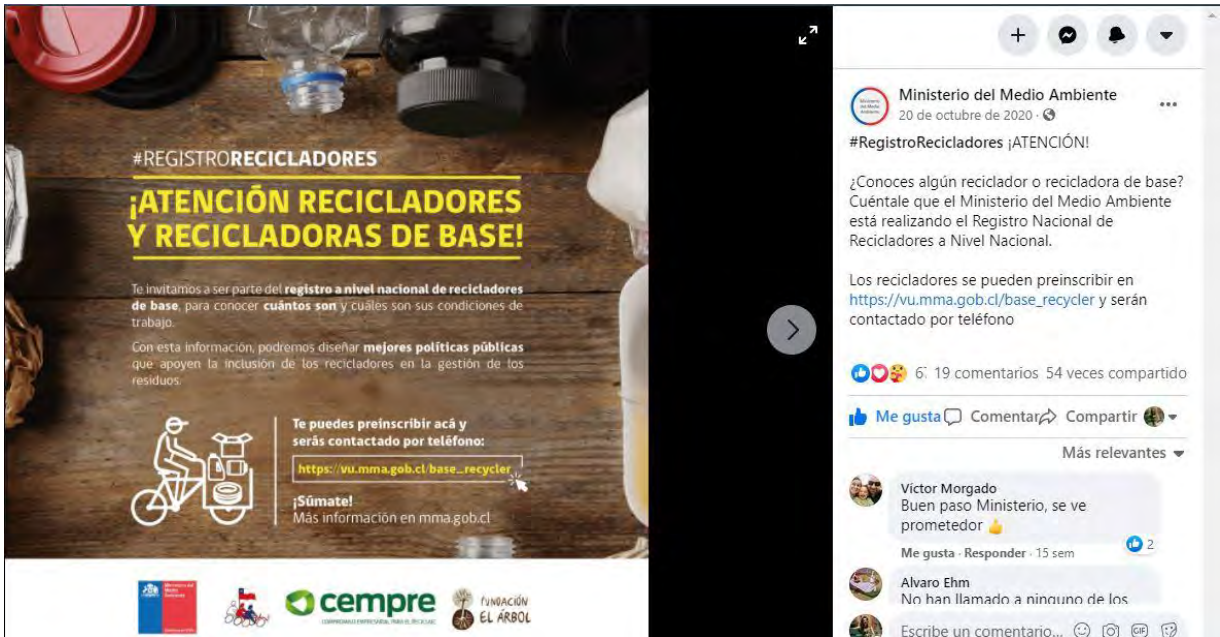 #REGISTRORECICLADORES
¡ATENCIÓN RECICLADORES
Y RECICLADORAS DE BASE!
Te invitamos a ser parte del registro a nivel nacional de recicladores
de base, para conocer cuántos son y cuáles son sus condiciones de
trabajo.
Con esta información, podremos diseñar mejores políticas públicas
que apoyen la inclusión de los recicladores en la gestión de los
residuos.
Te puedes preinscribir acá y
serás contactado por teléfono:
https://vu.mma.gob.cl/base_recycler
¡Súmate!
Más información en mma.gob.cl
cempre
COMPROMISO EMPRESARIAL PARA EL RECICLAJE
FUNDACIÓN
EL ÁRBOL
Ministerio del Medio Ambiente
20 de octubre de 2020 ·
#RegistroRecicladores ¡ATENCIÓN!
¿Conoces algún reciclador o recicladora de base?
Cuéntale que el Ministerio del Medio Ambiente
está realizando el Registro Nacional de
Recicladores a Nivel Nacional.
Los recicladores se pueden preinscribir en
https://vu.mma.gob.cl/base_recycler y serán
contactado por teléfono
19 comentarios 54 veces compartido
Me gusta Comentar Compartir
Más relevantes
Víctor Morgado
Buen paso Ministerio, se ve
prometedor
2
Me gusta · Responder · 15 sem
Alvaro Ehm
No han llamado a ninguno de los
Escribe un comentario...
GIF